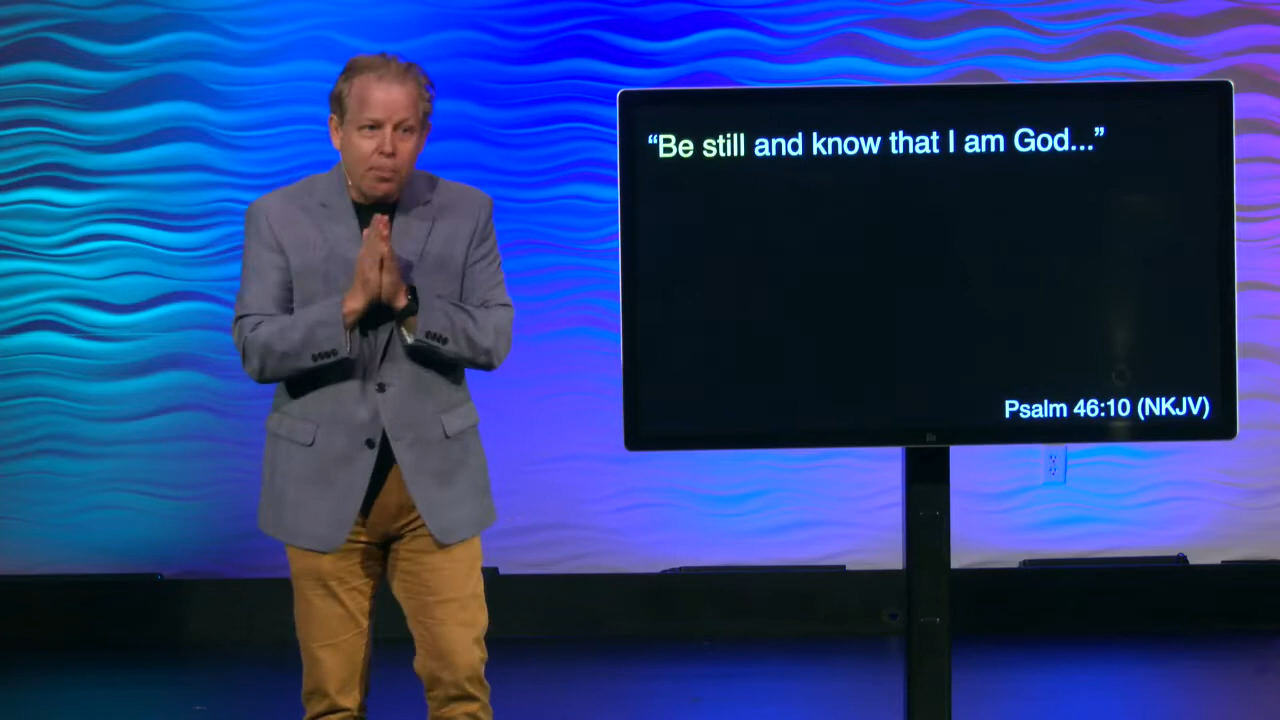 “Be still and know that I am God...”
Psalm 46:10 (NKJV)